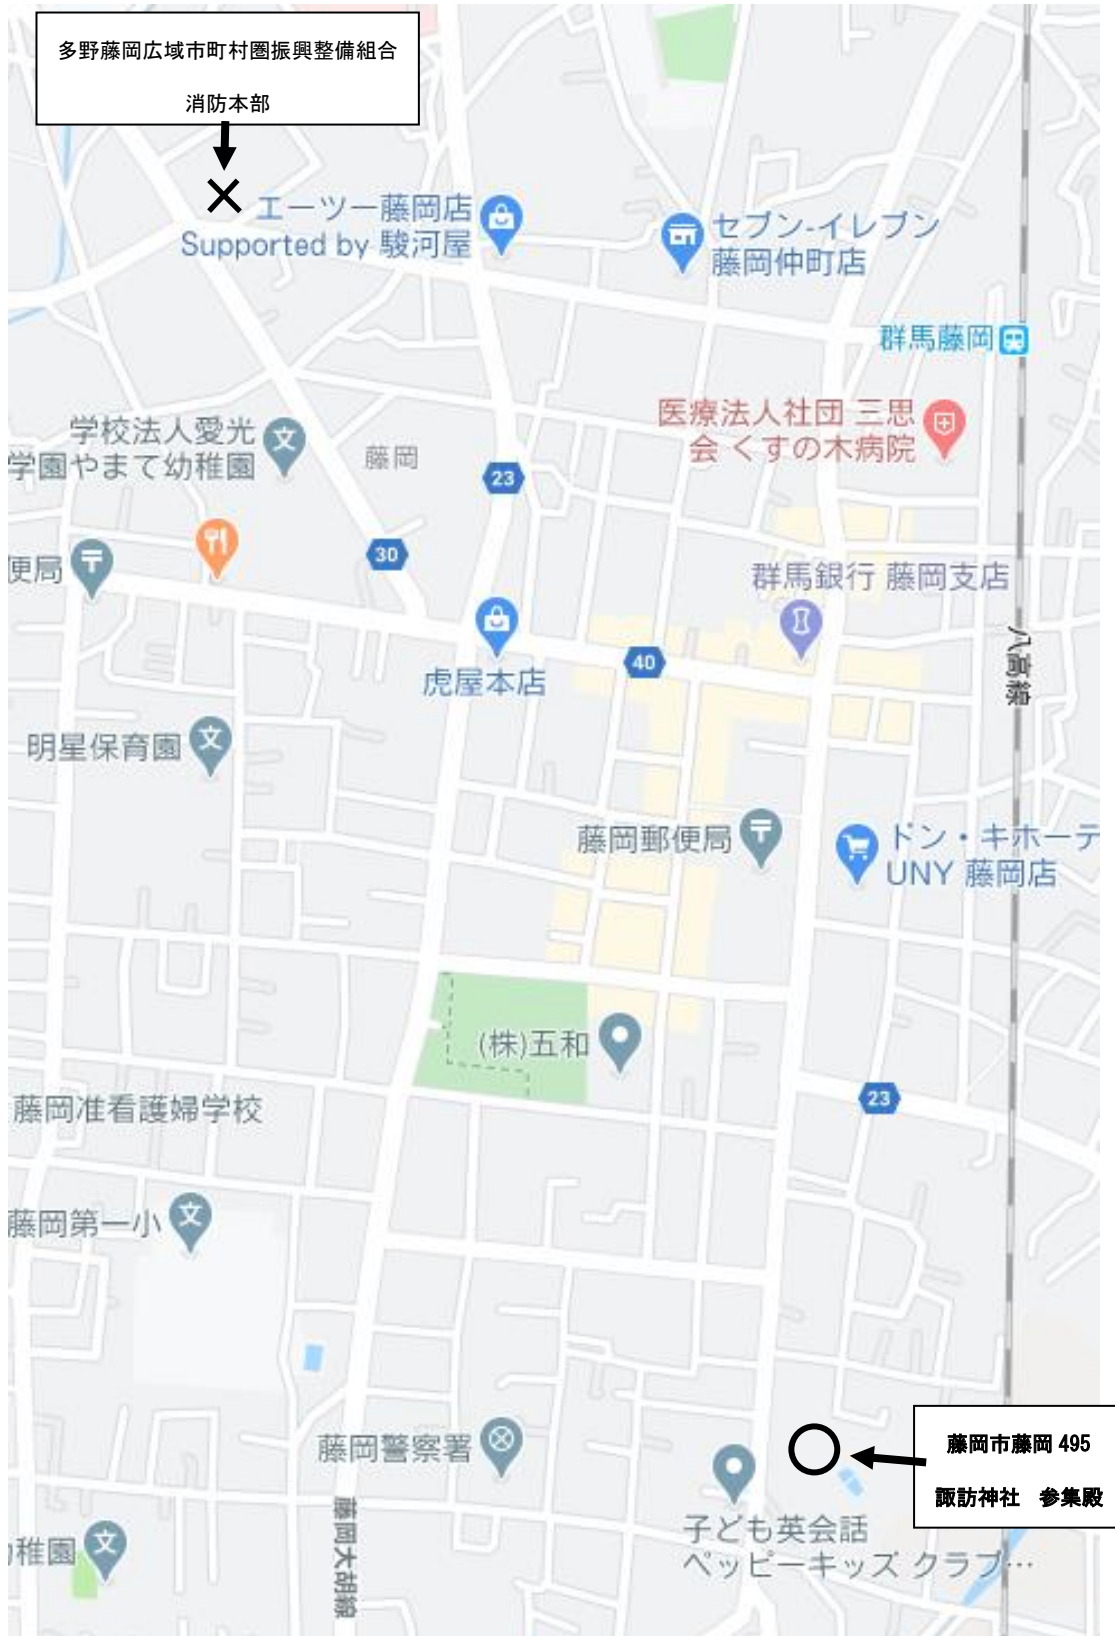 多野藤岡広域市町村圏振興整備組合
消防本部
エーツー藤岡店
Supported by 駿河屋
セブン-イレブン
藤岡仲町店
群馬藤岡
医療法人社団 三思
会 くすの木病院
学校法人愛光
学園やまて幼稚園
藤岡
23
30
便局
群馬銀行 藤岡支店
虎屋本店
40
八高線
明星保育園
藤岡郵便局
ドン・キホーテ
UNY 藤岡店
(株)五和
23
藤岡准看護婦学校
藤岡第一小
藤岡警察署
藤岡市藤岡 495
諏訪神社 参集殿
子ども英会話
ペッピーキッズ クラブ…
藤岡大胡線
稚園